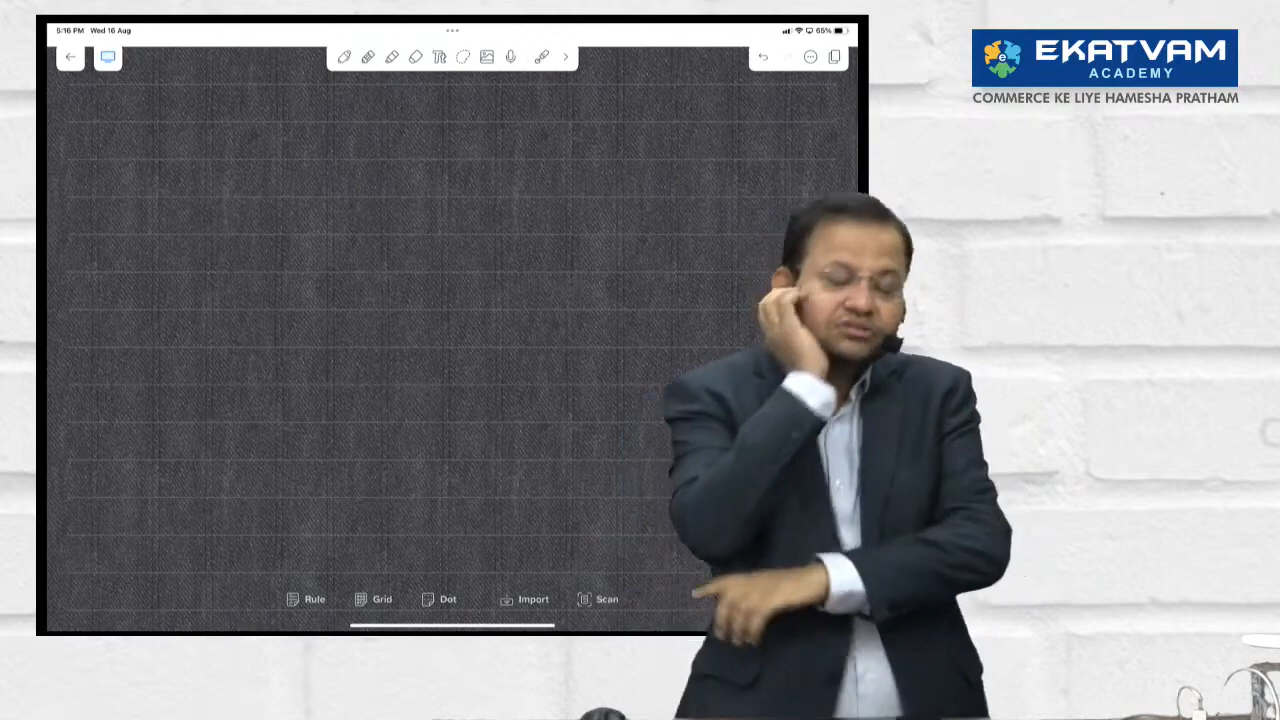 5:16 PM Wed 16 Aug
65%
EKATVAM
ACADEMY
COMMERCE KE LIYE HAMESHA PRATHAM
Rule Grid Dot Import Scan